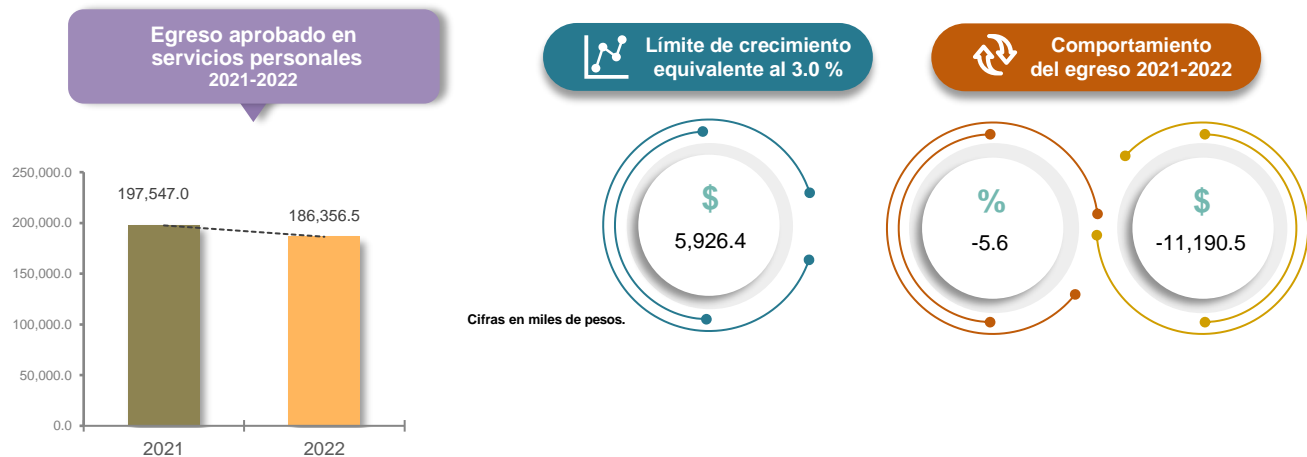 Egreso aprobado en
servicios personales
2021-2022
250,000.0
200,000.0
150,000.0
100,000.0
50,000.0
0.0
197,547.0
186,356.5
2021
2022
Límite de crecimiento
equivalente al 3.0 %
$
5,926.4
Cifras en miles de pesos.
Comportamiento
del egreso 2021-2022
%
-5.6
$
-11,190.5